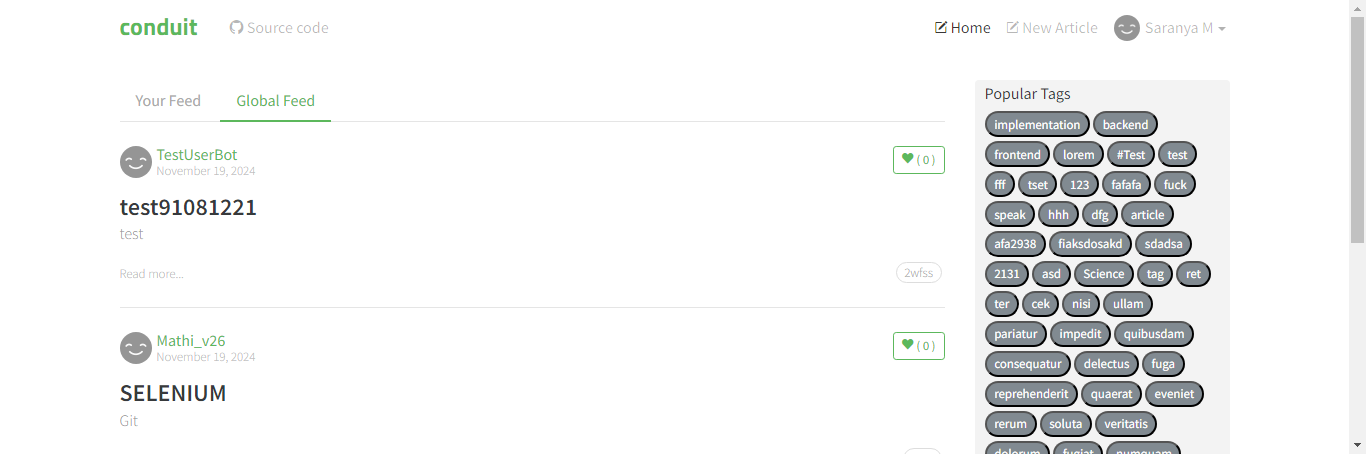 conduit Source code Home New Article Saranya M
Your Feed Global Feed
TestUserBot
November 19, 2024
( 0 )
test91081221
test
Read more...
2wfss
Mathi_v26
November 19, 2024
( 0 )
SELENIUM
Git
Popular Tags
implementation backend
frontend lorem #Test test
fff tset 123 fafafa fuck
speak hhh dfg article
afa2938 fiaksdosakd sdadsa
2131 asd Science tag ret
ter cek nisi ullam
pariatur impedit quibusdam
consequatur delectus fuga
reprehenderit quaerat eveniet
rerum soluta veritatis
dolorum fugiat numquam